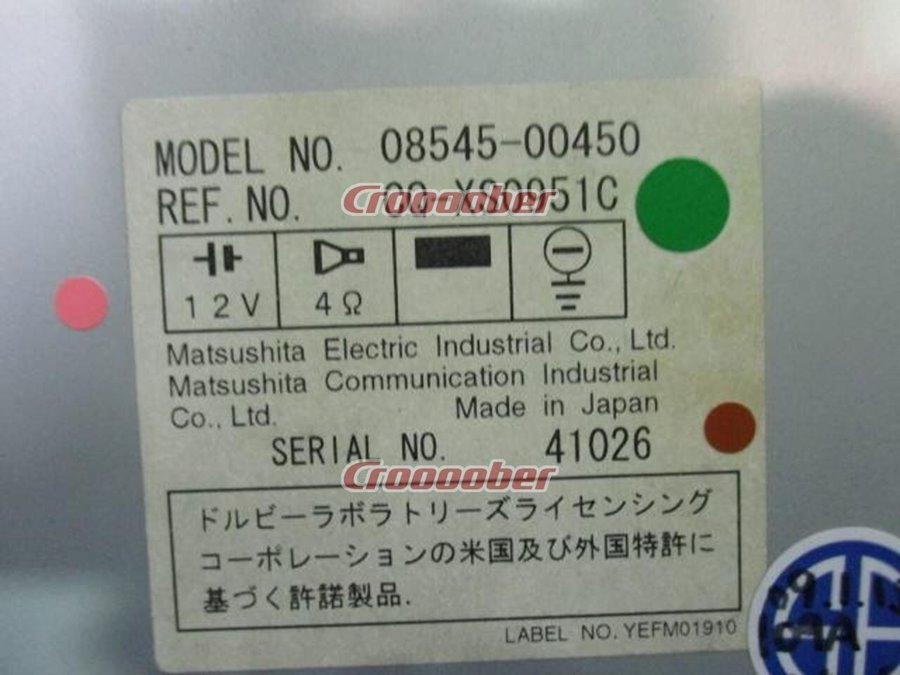 MODEL NO. 08545-00450
REF. NO. CQ-XS0951C
Croooober
12V 4Ω
Matsushita Electric Industrial Co., Ltd.
Matsushita Communication Industrial
Co., Ltd. Made in Japan
SERIAL NO. 41026
Croooober
ドルビーラボラトリーズライセンシング
コーポレーションの米国及び外国特許に
基づく許諾製品.
LABEL NO. YEFM01910